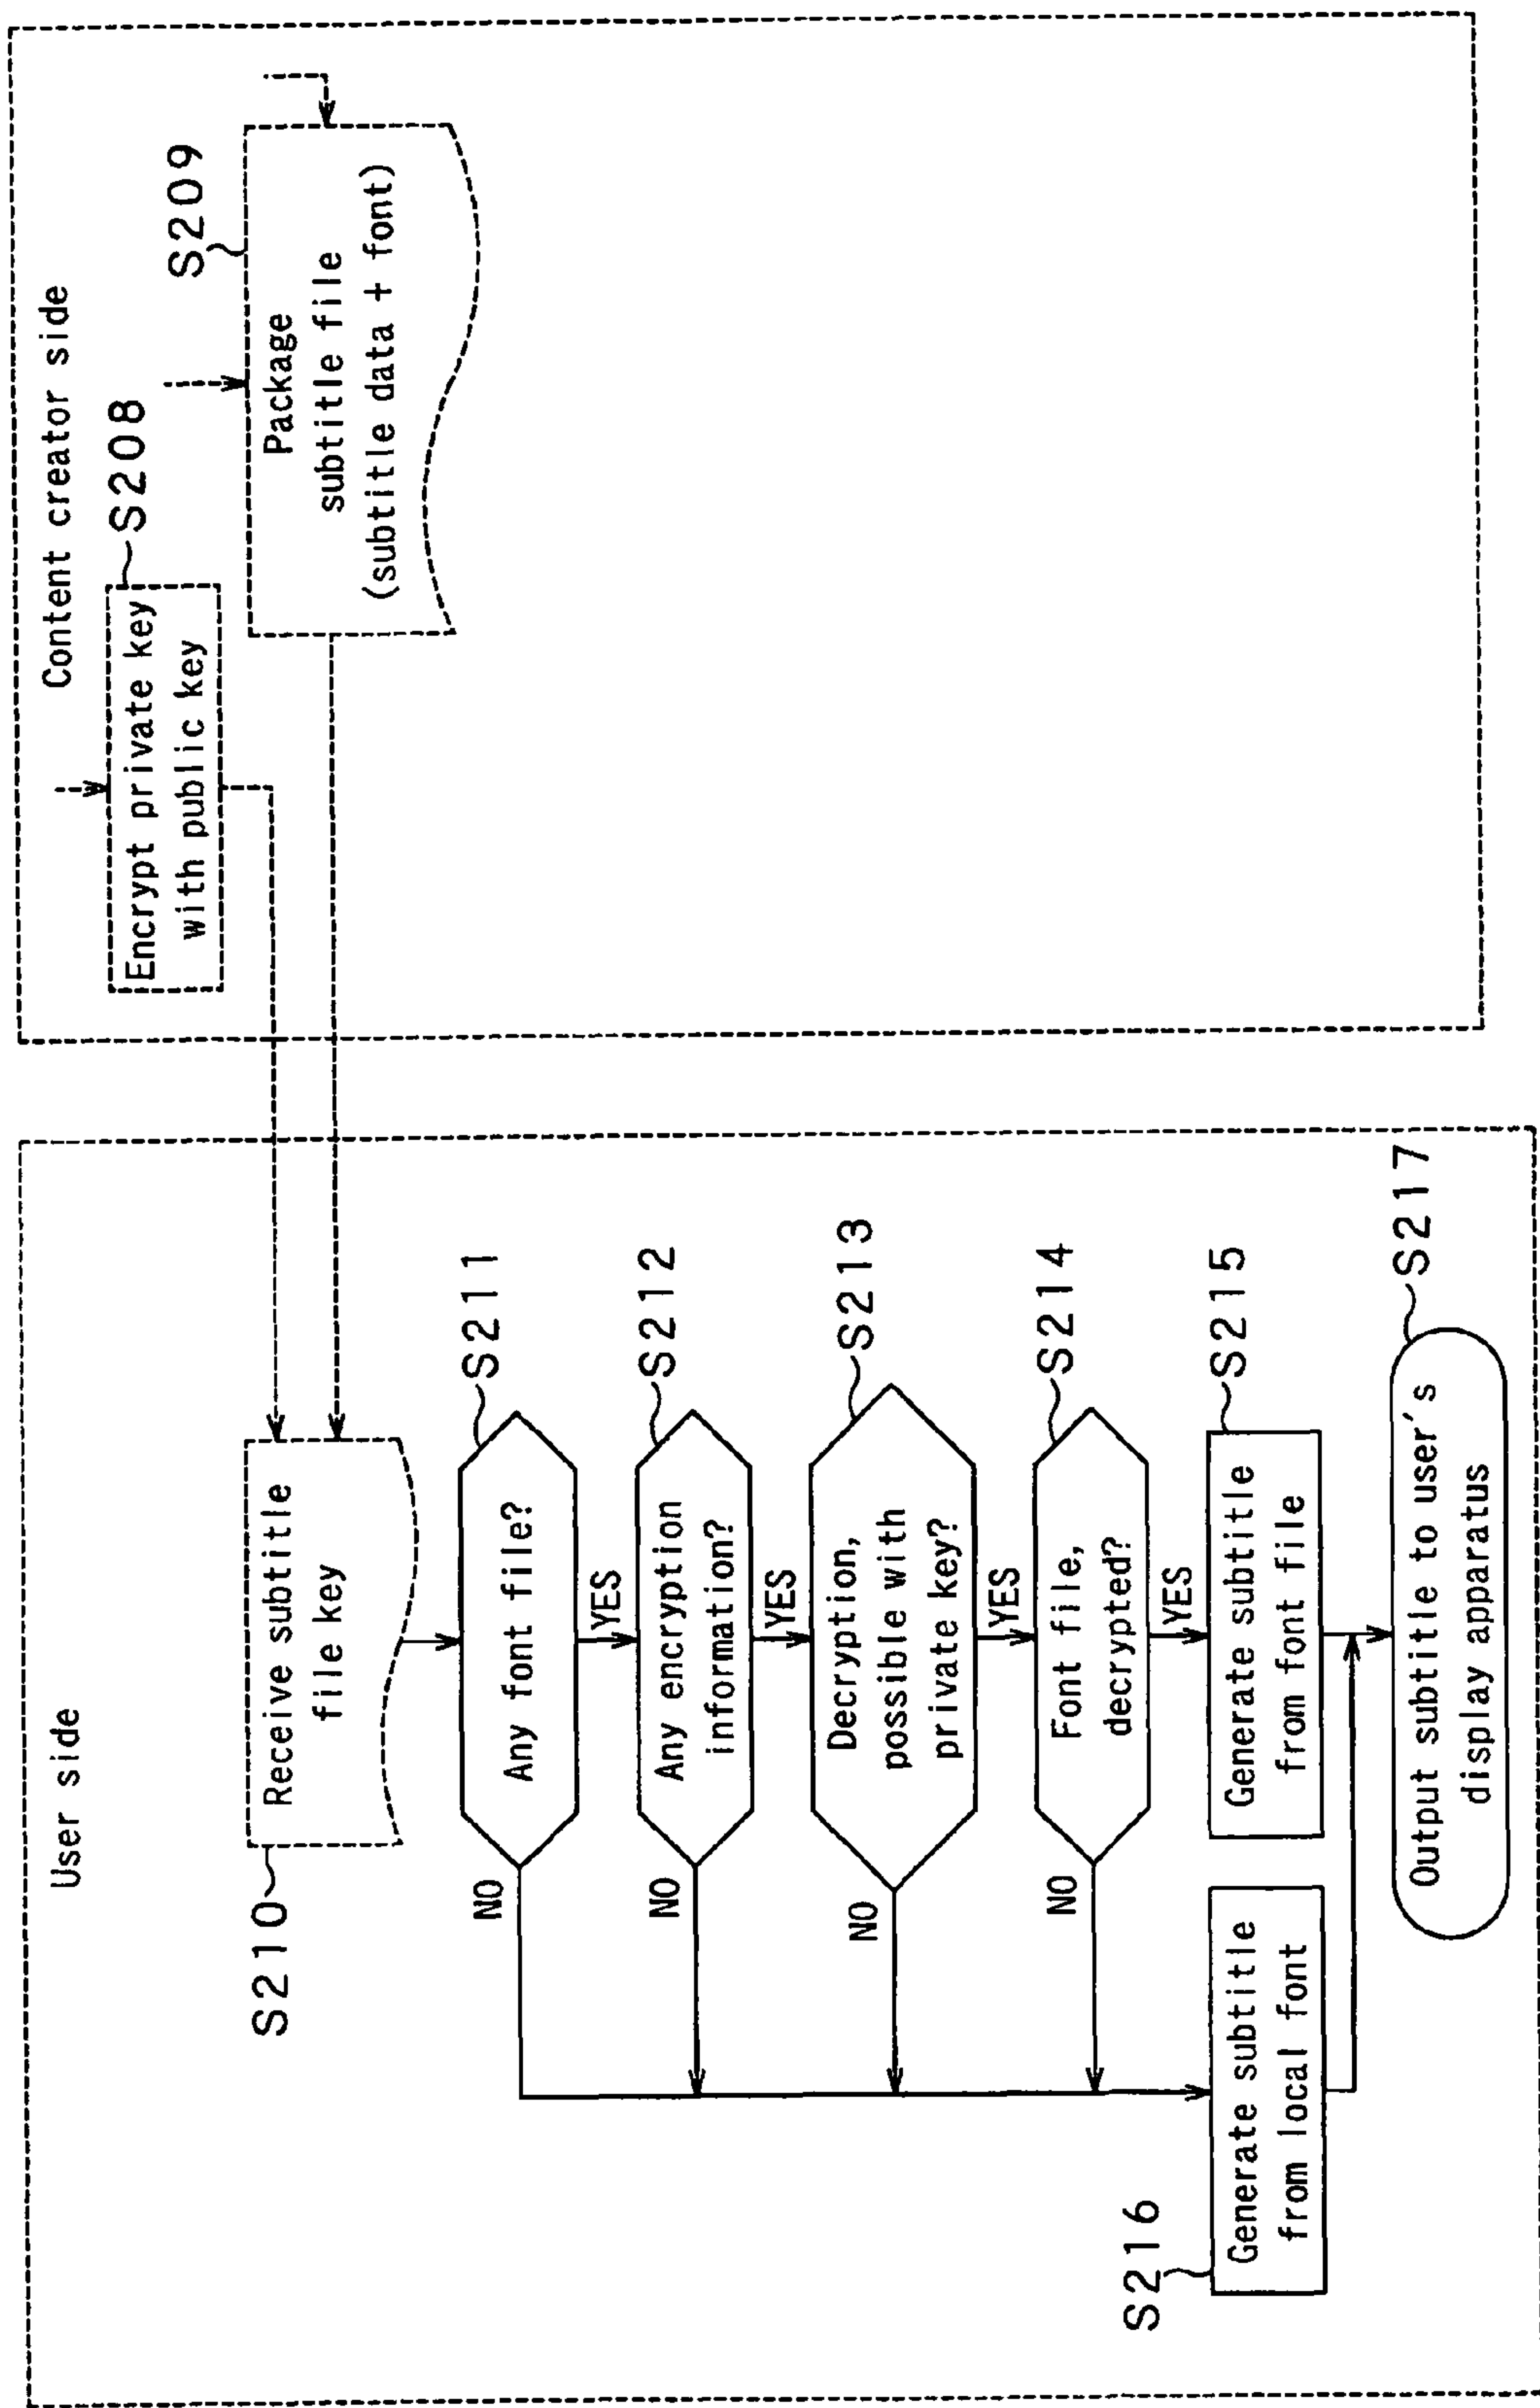 User side
S210
Receive subtitle
file key
Any font file?
S211
NO
YES
Any encryption
information?
S212
NO
YES
Decryption,
possible with
private key?
S213
NO
YES
Font file,
decrypted?
S214
NO
YES
S216
Generate subtitle
from local font
Generate subtitle
from font file
S215
Output subtitle to user's
display apparatus
S217
Content creator side
Encrypt private key
with public key
S208
S209
Package
subtitle file
(subtitle data + font)